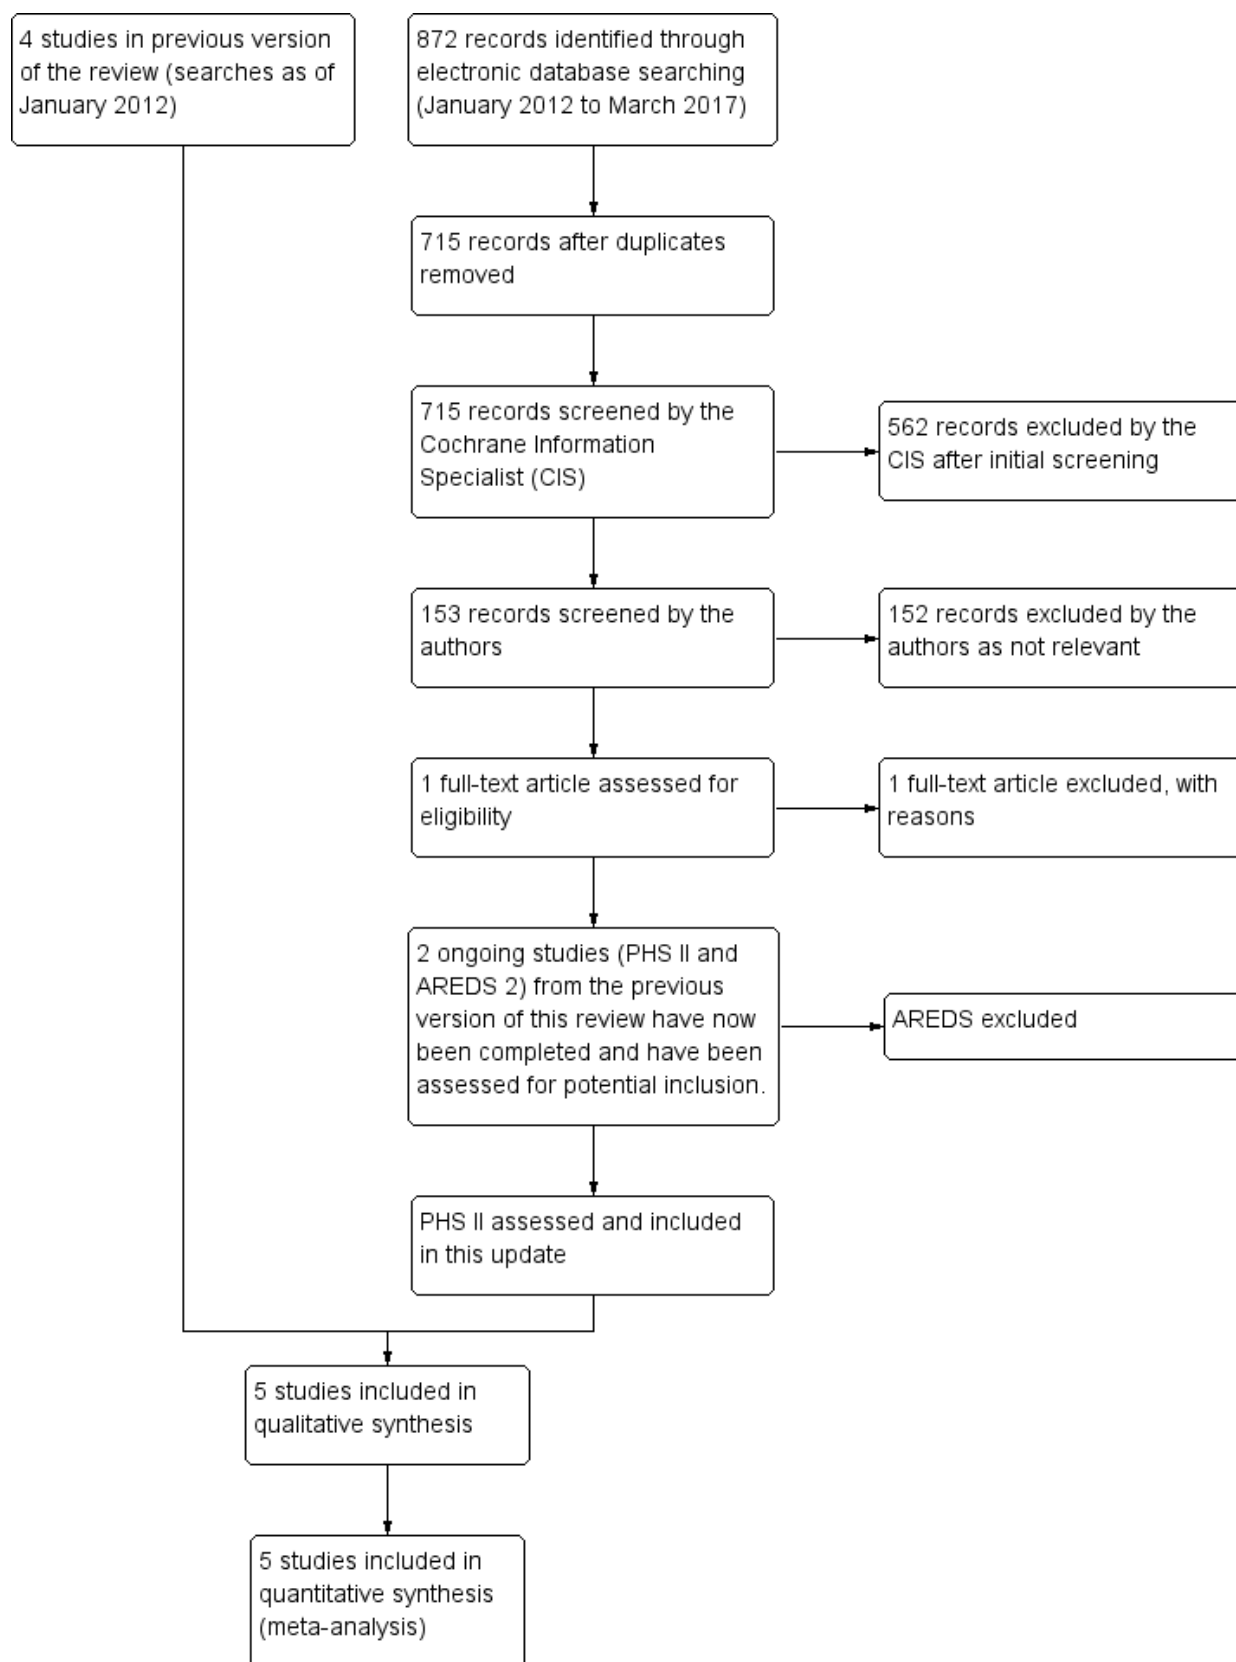 4 studies in previous version
of the review (searches as of
January 2012)
872 records identified through
electronic database searching
(January 2012 to March 2017)
715 records after duplicates
removed
715 records screened by the
Cochrane Information
Specialist (CIS)
562 records excluded by the
CIS after initial screening
153 records screened by the
authors
152 records excluded by the
authors as not relevant
1 full-text article assessed for
eligibility
1 full-text article excluded, with
reasons
2 ongoing studies (PHS II and
AREDS 2) from the previous
version of this review have now
been completed and have been
assessed for potential inclusion.
AREDS excluded
PHS II assessed and included
in this update
5 studies included in
qualitative synthesis
5 studies included in
quantitative synthesis
(meta-analysis)